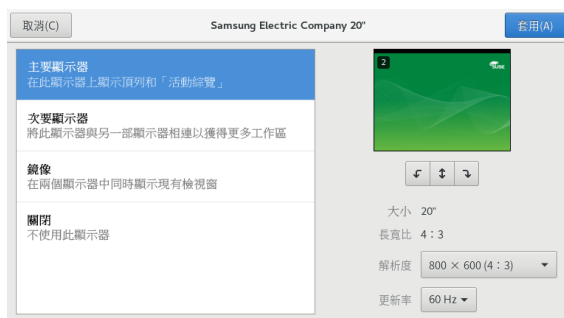 取消(C)
Samsung Electric Company 20"
套用(A)
主要顯示器
在此顯示器上顯示頂列和「活動綜覽」
次要顯示器
將此顯示器與另一部顯示器相連以獲得更多工作區
鏡像
在兩個顯示器中同時顯示現有檢視窗
關閉
不使用此顯示器
2
SUSE
大小 20"
長寬比 4：3
解析度 800 × 600 (4：3)
更新率 60 Hz